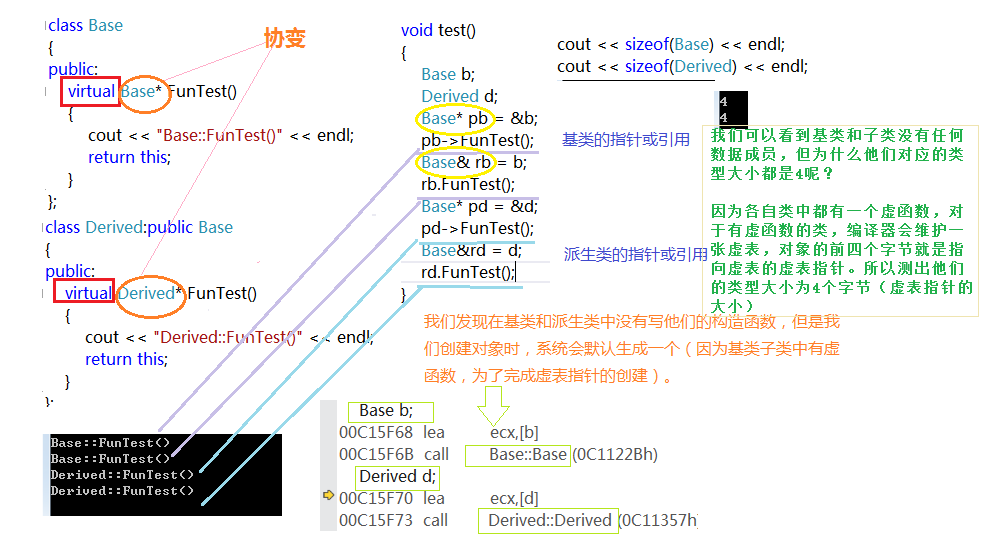 class Base
{
public:
virtual Base* FunTest()
{
cout << "Base::FunTest()" << endl;
return this;
}
};
class Derived:public Base
{
public:
virtual Derived* FunTest()
{
cout << "Derived::FunTest()" << endl;
return this;
}
};
协变
void test()
{
Base b;
Derived d;
Base* pb = &b;
pb->FunTest();
Base& rb = b;
rb.FunTest();
Base* pd = &d;
pd->FunTest();
Base&rd = d;
rd.FunTest();
}
基类的指针或引用
派生类的指针或引用
cout << sizeof(Base) << endl;
cout << sizeof(Derived) << endl;
4
4
我们可以看到基类和子类没有任何
数据成员，但为什么他们对应的类
型大小都是4呢？
因为各自类中都有一个虚函数，对
于有虚函数的类，编译器会维护一
张虚表，对象的前四个字节就是指
向虚表的虚表指针。所以测出他们
的类型大小为4个字节（虚表指针的
大小）
我们发现在基类和派生类中没有写他们的构造函数，但是我
们创建对象时，系统会默认生成一个（因为基类子类中有虚
函数，为了完成虚表指针的创建）。
Base::FunTest()
Base::FunTest()
Derived::FunTest()
Derived::FunTest()
Base b;
00C15F68 lea ecx,[b]
00C15F6B call Base::Base (0C1122Bh)
Derived d;
00C15F70 lea ecx,[d]
00C15F73 call Derived::Derived (0C11357h)